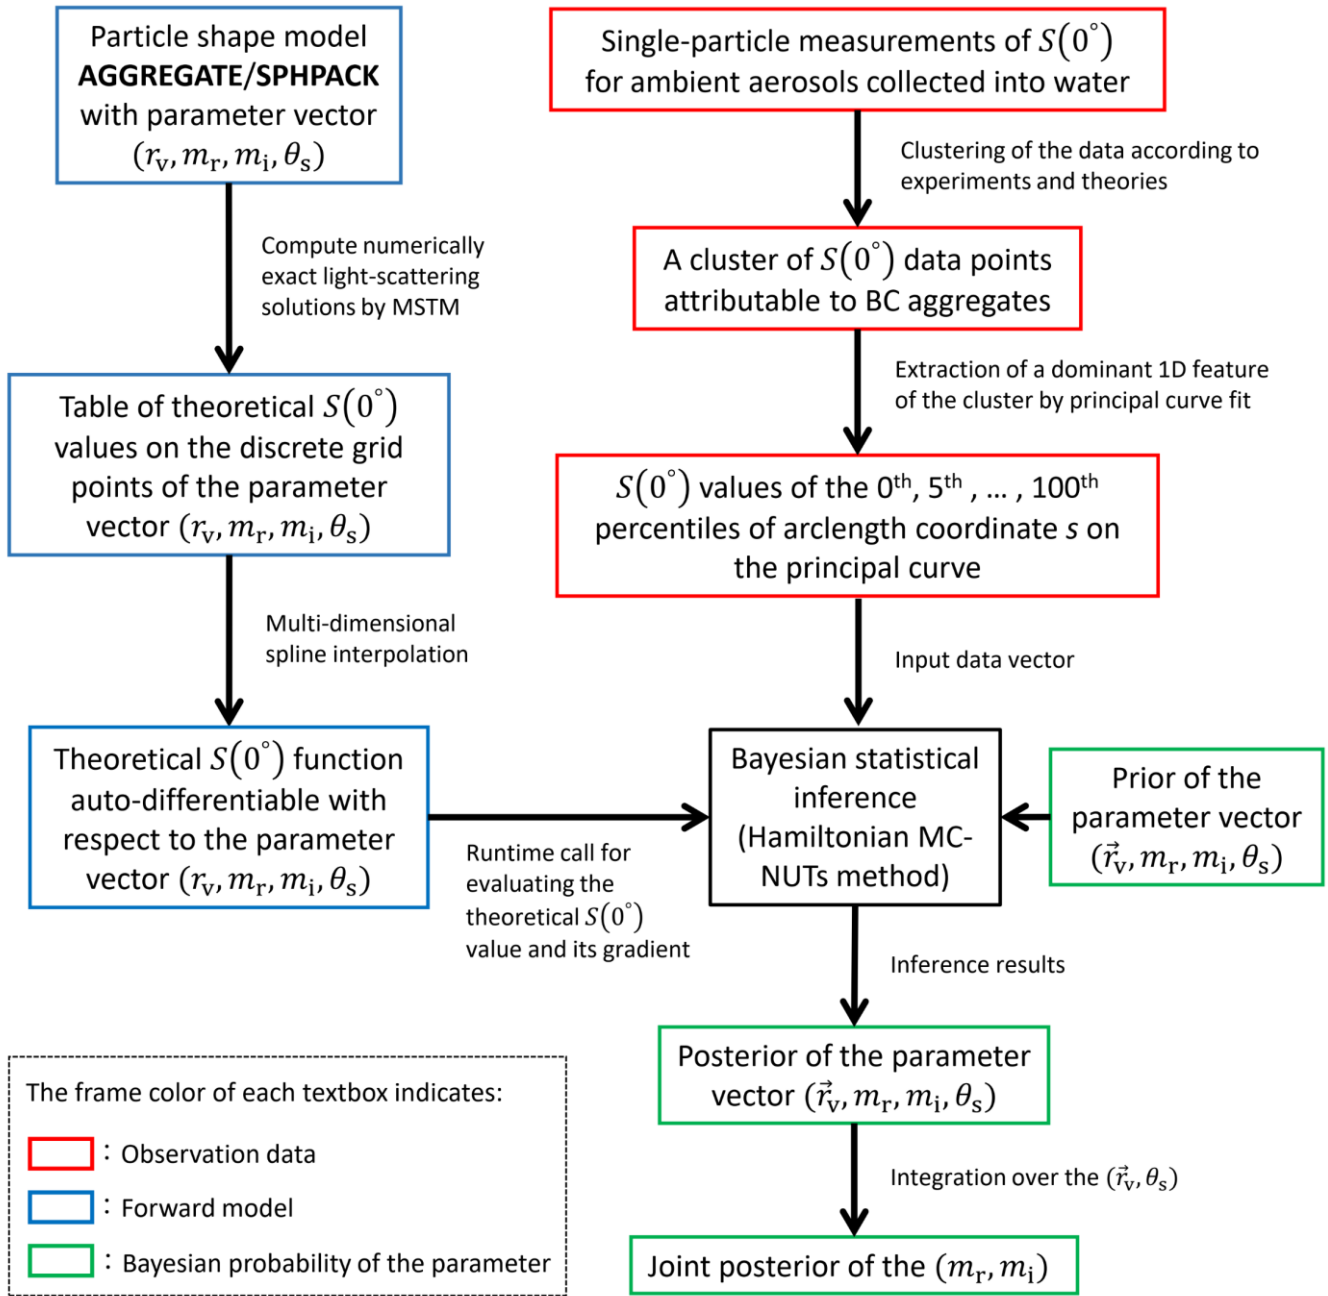 Particle shape model
AGGREGATE/SPHPACK
with parameter vector
(r_v, m_r, m_i, θ_s)
Compute numerically
exact light-scattering
solutions by MSTM
Table of theoretical S(0°)
values on the discrete grid
points of the parameter
vector (r_v, m_r, m_i, θ_s)
Multi-dimensional
spline interpolation
Theoretical S(0°) function
auto-differentiable with
respect to the parameter
vector (r_v, m_r, m_i, θ_s)
Runtime call for
evaluating the
theoretical S(0°)
value and its gradient
Single-particle measurements of S(0°)
for ambient aerosols collected into water
Clustering of the data according to
experiments and theories
A cluster of S(0°) data points
attributable to BC aggregates
Extraction of a dominant 1D feature
of the cluster by principal curve fit
S(0°) values of the 0th, 5th , ... , 100th
percentiles of arclength coordinate s on
the principal curve
Input data vector
Bayesian statistical
inference
(Hamiltonian MC-
NUTs method)
Prior of the
parameter vector
(r⃗_v, m_r, m_i, θ_s)
Inference results
Posterior of the parameter
vector (r⃗_v, m_r, m_i, θ_s)
Integration over the (r⃗_v, θ_s)
Joint posterior of the (m_r, m_i)
The frame color of each textbox indicates:
: Observation data
: Forward model
: Bayesian probability of the parameter